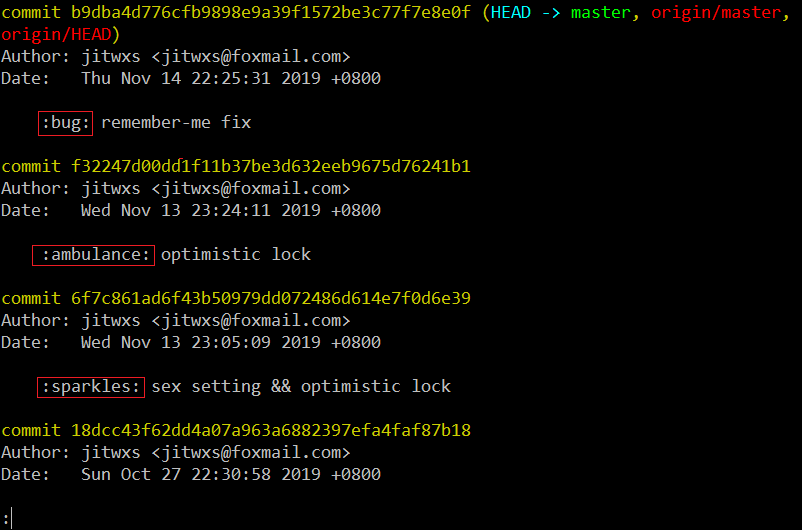 commit b9dba4d776cfb9898e9a39f1572be3c77f7e8e0f (HEAD -> master, origin/master,
origin/HEAD)
Author: jitwxs <jitwxs@foxmail.com>
Date:   Thu Nov 14 22:25:31 2019 +0800
:bug: remember-me fix
commit f32247d00dd1f11b37be3d632eeb9675d76241b1
Author: jitwxs <jitwxs@foxmail.com>
Date:   Wed Nov 13 23:24:11 2019 +0800
:ambulance: optimistic lock
commit 6f7c861ad6f43b50979dd072486d614e7f0d6e39
Author: jitwxs <jitwxs@foxmail.com>
Date:   Wed Nov 13 23:05:09 2019 +0800
:sparkles: sex setting && optimistic lock
commit 18dcc43f62dd4a07a963a6882397efa4faf87b18
Author: jitwxs <jitwxs@foxmail.com>
Date:   Sun Oct 27 22:30:58 2019 +0800
: